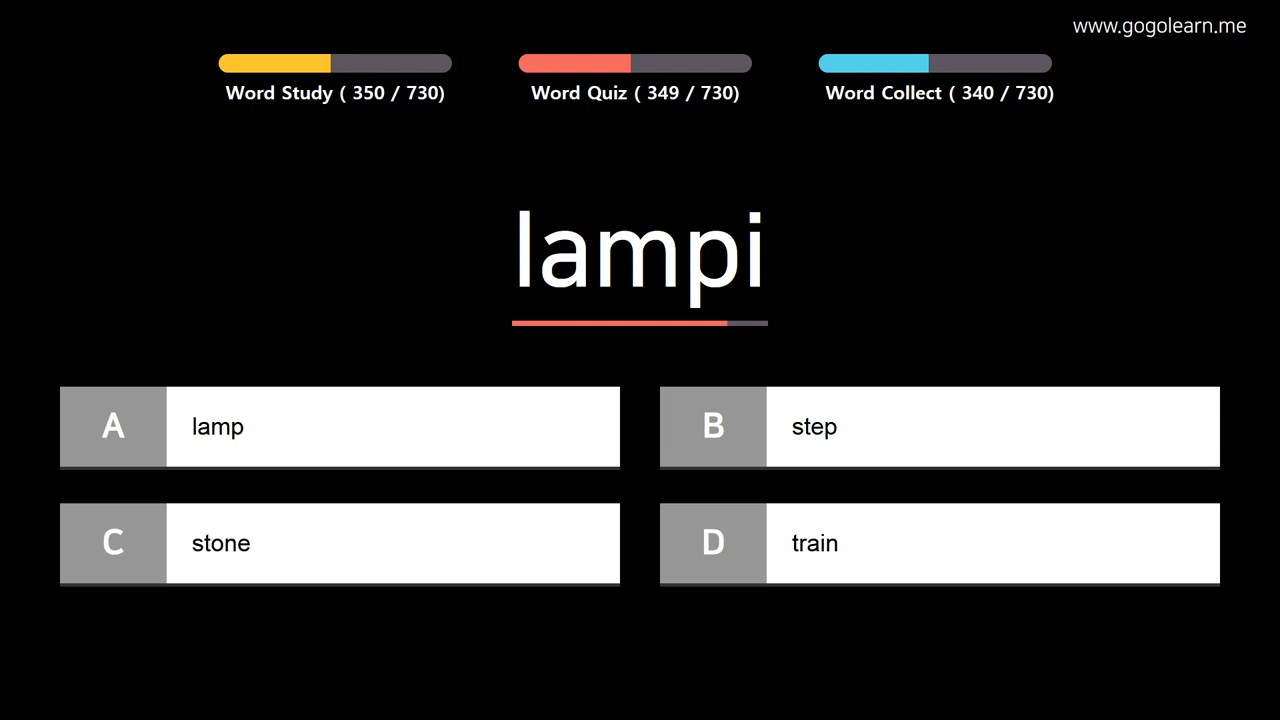 www.gogolearn.me
Word Study ( 350 / 730)
Word Quiz ( 349 / 730)
Word Collect ( 340 / 730)
lampi
A lamp
B step
C stone
D train